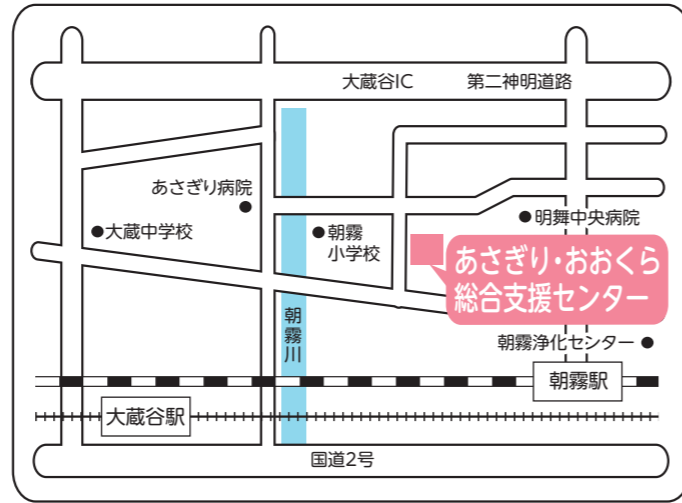 大蔵谷IC
第二神明道路
あさぎり病院
●大蔵中学校
●朝霧
小学校
●明舞中央病院
あさぎり・おおくら
総合支援センター
朝霧川
朝霧浄化センター ●
朝霧駅
大蔵谷駅
国道2号